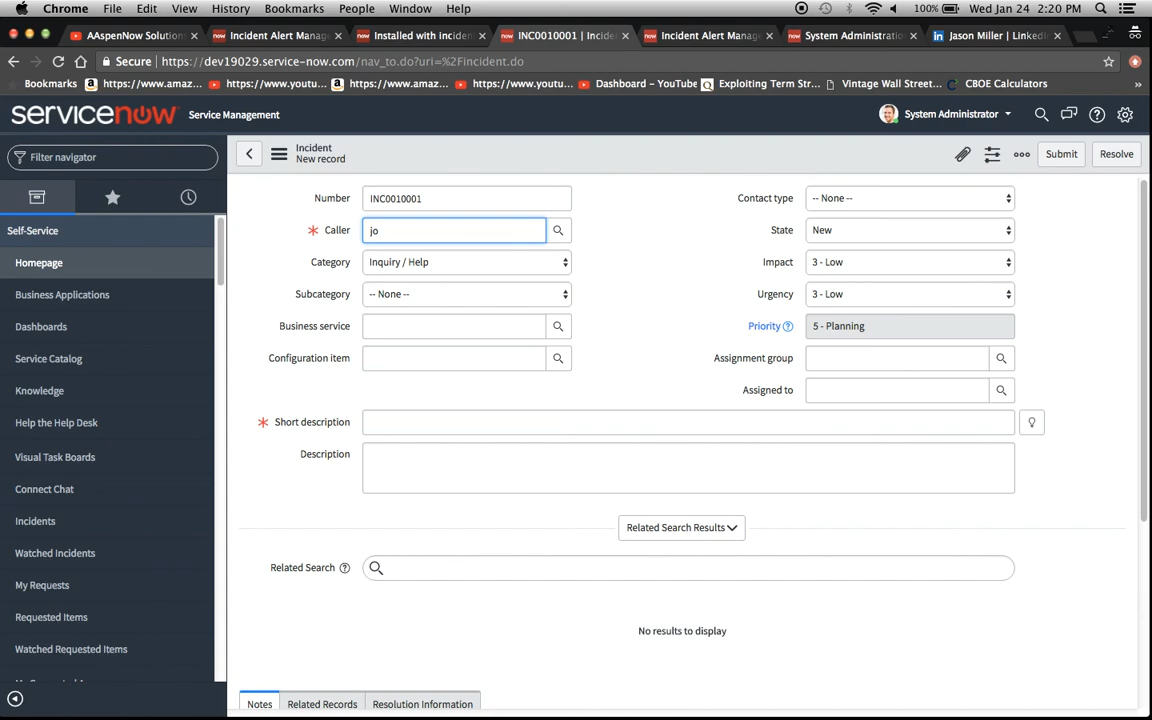 Chrome File Edit View History Bookmarks People Window Help 100% Wed Jan 24 2:20 PM
AAspenNow Solution Incident Alert Mana Installed with inciden INC0010001 | Incide Incident Alert Mana System Administratio Jason Miller | Linked
Secure https://dev19029.service-now.com/nav_to.do?uri=%2Fincident.do
Bookmarks https://www.amaz... https://www.youtu... https://www.amaz... https://www.youtu... Dashboard – YouTube Exploiting Term Str... Vintage Wall Street... CBOE Calculators »
servicenow Service Management System Administrator
Filter navigator
Incident
New record
Submit Resolve
Self-Service
Homepage
Business Applications
Dashboards
Service Catalog
Knowledge
Help the Help Desk
Visual Task Boards
Connect Chat
Incidents
Watched Incidents
My Requests
Requested Items
Watched Requested Items
Number INC0010001 Contact type -- None --
* Caller jo State New
Category Inquiry / Help Impact 3 - Low
Subcategory -- None -- Urgency 3 - Low
Business service Priority ? 5 - Planning
Configuration item Assignment group
Assigned to
* Short description
Description
Related Search Results
Related Search ?
No results to display
Notes Related Records Resolution Information